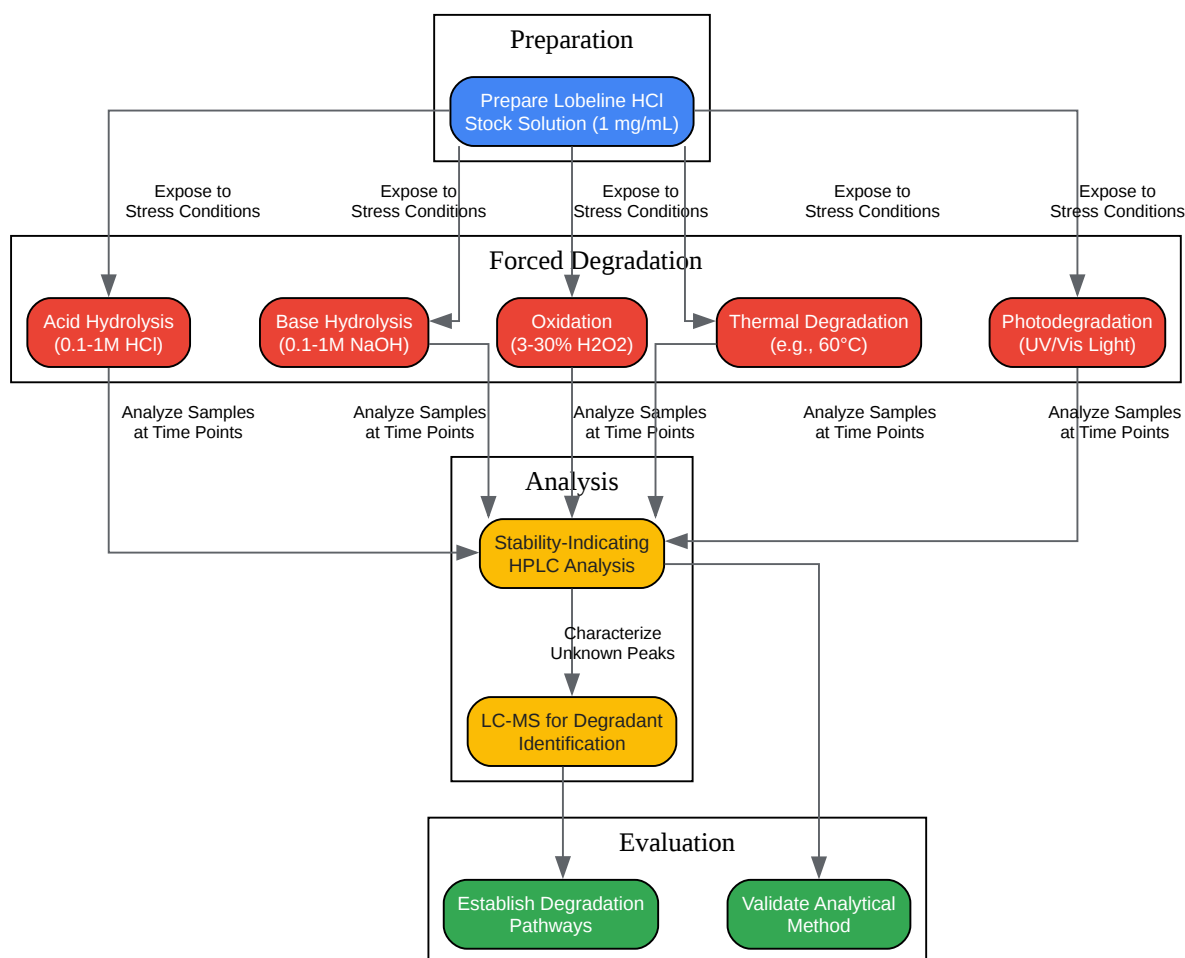 Preparation
Prepare Lobeline HCl
Stock Solution (1 mg/mL)
Expose to
Stress Conditions
Expose to
Stress Conditions
Expose to
Stress Conditions
Expose to
Stress Conditions
Expose to
Stress Conditions
Forced Degradation
Acid Hydrolysis
(0.1-1M HCl)
Base Hydrolysis
(0.1-1M NaOH)
Oxidation
(3-30% H2O2)
Thermal Degradation
(e.g., 60°C)
Photodegradation
(UV/Vis Light)
Analyze Samples
at Time Points
Analyze Samples
at Time Points
Analyze Samples
at Time Points
Analyze Samples
at Time Points
Analyze Samples
at Time Points
Analysis
Stability-Indicating
HPLC Analysis
Characterize
Unknown Peaks
LC-MS for Degradant
Identification
Evaluation
Establish Degradation
Pathways
Validate Analytical
Method